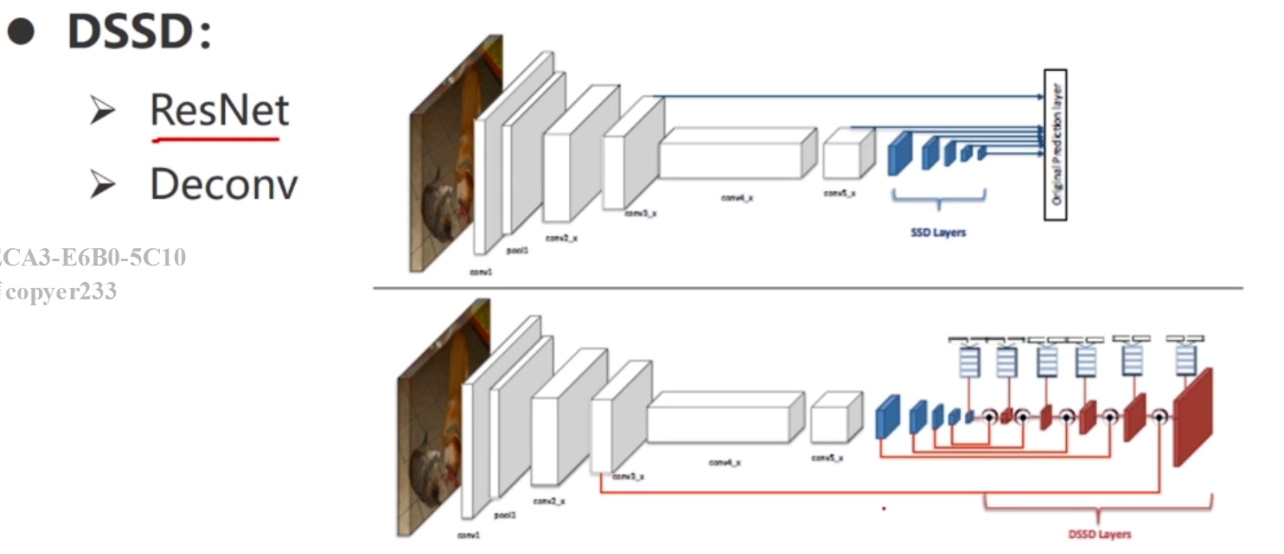 ● DSSD:
➢ ResNet
➢ Deconv
CA3-E6B0-5C10
copyer233
Original Prediction layer
conv1
pool1
conv2_x
conv3_x
conv4_x
conv5_x
SSD Layers
conv1
pool1
conv2_x
conv3_x
conv4_x
conv5_x
DSSD Layers